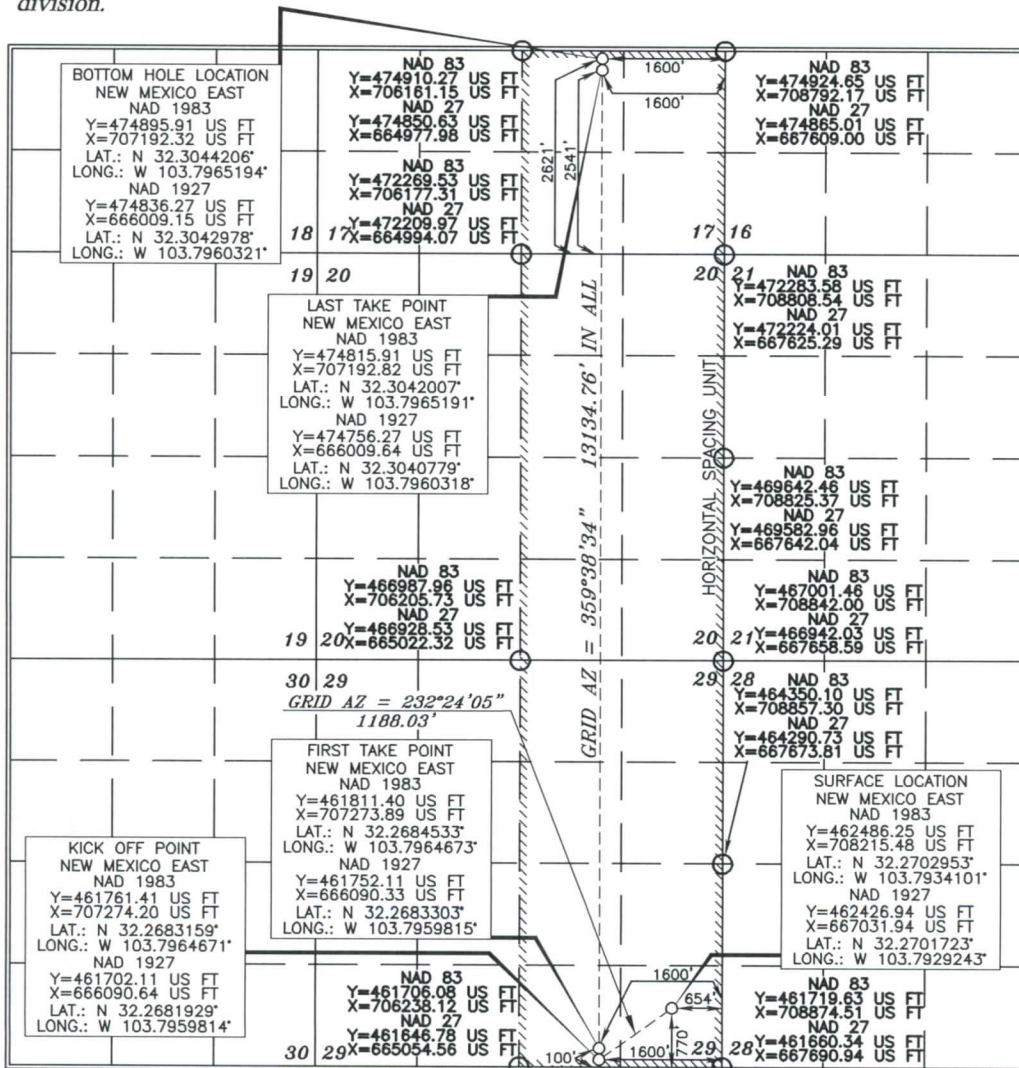 division.
BOTTOM HOLE LOCATION
NEW MEXICO EAST
NAD 1983
Y=474895.91 US FT
X=707192.32 US FT
LAT.: N 32.3044206°
LONG.: W 103.7965194°
NAD 1927
Y=474836.27 US FT
X=666009.15 US FT
LAT.: N 32.3042978°
LONG.: W 103.7960321°
NAD 83
Y=474910.27 US FT
X=706161.15 US FT
NAD 27
Y=474850.63 US FT
X=664977.98 US FT
NAD 83
Y=472269.53 US FT
X=706177.31 US FT
NAD 27
Y=472209.97 US FT
X=664994.07 US FT
1600'
1600'
2621'
2541'
NAD 83
Y=474924.65 US FT
X=708792.17 US FT
NAD 27
Y=474865.01 US FT
X=667609.00 US FT
18 17
19 20
17 16
20 21
NAD 83
Y=472283.58 US FT
X=708808.54 US FT
NAD 27
Y=472224.01 US FT
X=667625.29 US FT
LAST TAKE POINT
NEW MEXICO EAST
NAD 1983
Y=474815.91 US FT
X=707192.82 US FT
LAT.: N 32.3042007°
LONG.: W 103.7965191°
NAD 1927
Y=474756.27 US FT
X=666009.64 US FT
LAT.: N 32.3040779°
LONG.: W 103.7960318°
GRID AZ = 359°38'34" 13134.76' IN ALL
HORIZONTAL SPACING UNIT
NAD 83
Y=469642.46 US FT
X=708825.37 US FT
NAD 27
Y=469582.96 US FT
X=667642.04 US FT
NAD 83
Y=466987.96 US FT
X=706205.73 US FT
NAD 27
Y=466928.53 US FT
X=665022.32 US FT
NAD 83
Y=467001.46 US FT
X=708842.00 US FT
NAD 27
Y=466942.03 US FT
X=667658.59 US FT
19 20
30 29
20 21
29 28
GRID AZ = 232°24'05"
1188.03'
NAD 83
Y=464350.10 US FT
X=708857.30 US FT
NAD 27
Y=464290.73 US FT
X=667673.81 US FT
FIRST TAKE POINT
NEW MEXICO EAST
NAD 1983
Y=461811.40 US FT
X=707273.89 US FT
LAT.: N 32.2684533°
LONG.: W 103.7964673°
NAD 1927
Y=461752.11 US FT
X=666090.33 US FT
LAT.: N 32.2683303°
LONG.: W 103.7959815°
SURFACE LOCATION
NEW MEXICO EAST
NAD 1983
Y=462486.25 US FT
X=708215.48 US FT
LAT.: N 32.2702953°
LONG.: W 103.7934101°
NAD 1927
Y=462426.94 US FT
X=667031.94 US FT
LAT.: N 32.2701723°
LONG.: W 103.7929243°
KICK OFF POINT
NEW MEXICO EAST
NAD 1983
Y=461761.41 US FT
X=707274.20 US FT
LAT.: N 32.2683159°
LONG.: W 103.7964671°
NAD 1927
Y=461702.11 US FT
X=666090.64 US FT
LAT.: N 32.2681929°
LONG.: W 103.7959814°
NAD 83
Y=461706.08 US FT
X=706238.12 US FT
NAD 27
Y=461646.78 US FT
X=665054.56 US FT
30 29
1600'
654'
770'
100'
1600'
29 28
NAD 83
Y=461719.63 US FT
X=708874.51 US FT
NAD 27
Y=461660.34 US FT
X=667690.94 US FT